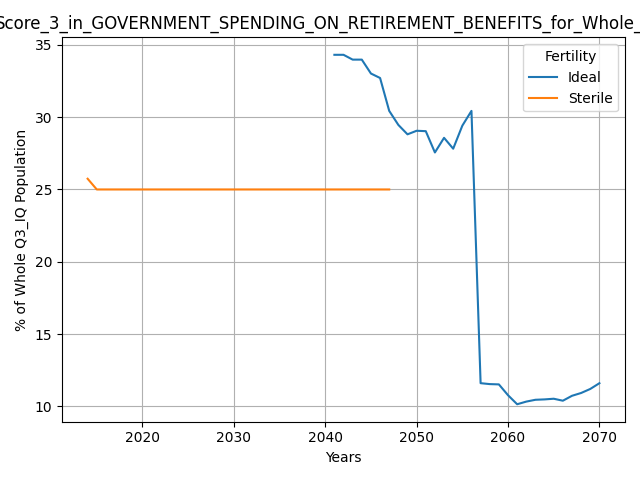 Score_3_in_GOVERNMENT_SPENDING_ON_RETIREMENT_BENEFITS_for_Whole_
35
30
25
20
15
10
% of Whole Q3_IQ Population
Fertility
Ideal
Sterile
2020 2030 2040 2050 2060 2070
Years